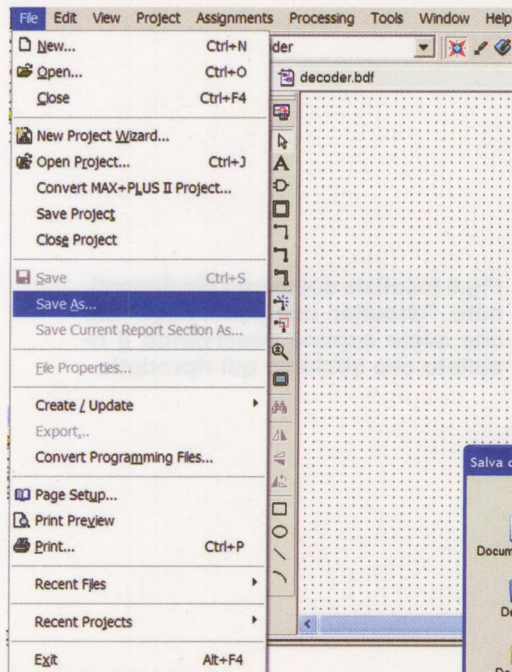 File Edit View Project Assignments Processing Tools Window Help
New... Ctrl+N
Open... Ctrl+O
Close Ctrl+F4
New Project Wizard...
Open Project... Ctrl+J
Convert MAX+PLUS II Project...
Save Project
Close Project
Save Ctrl+S
Save As...
Save Current Report Section As...
File Properties...
Create / Update
Export...
Convert Programming Files...
Page Setup...
Print Preview
Print... Ctrl+P
Recent Files
Recent Projects
Exit Alt+F4
decoder.bdf
A
Salva